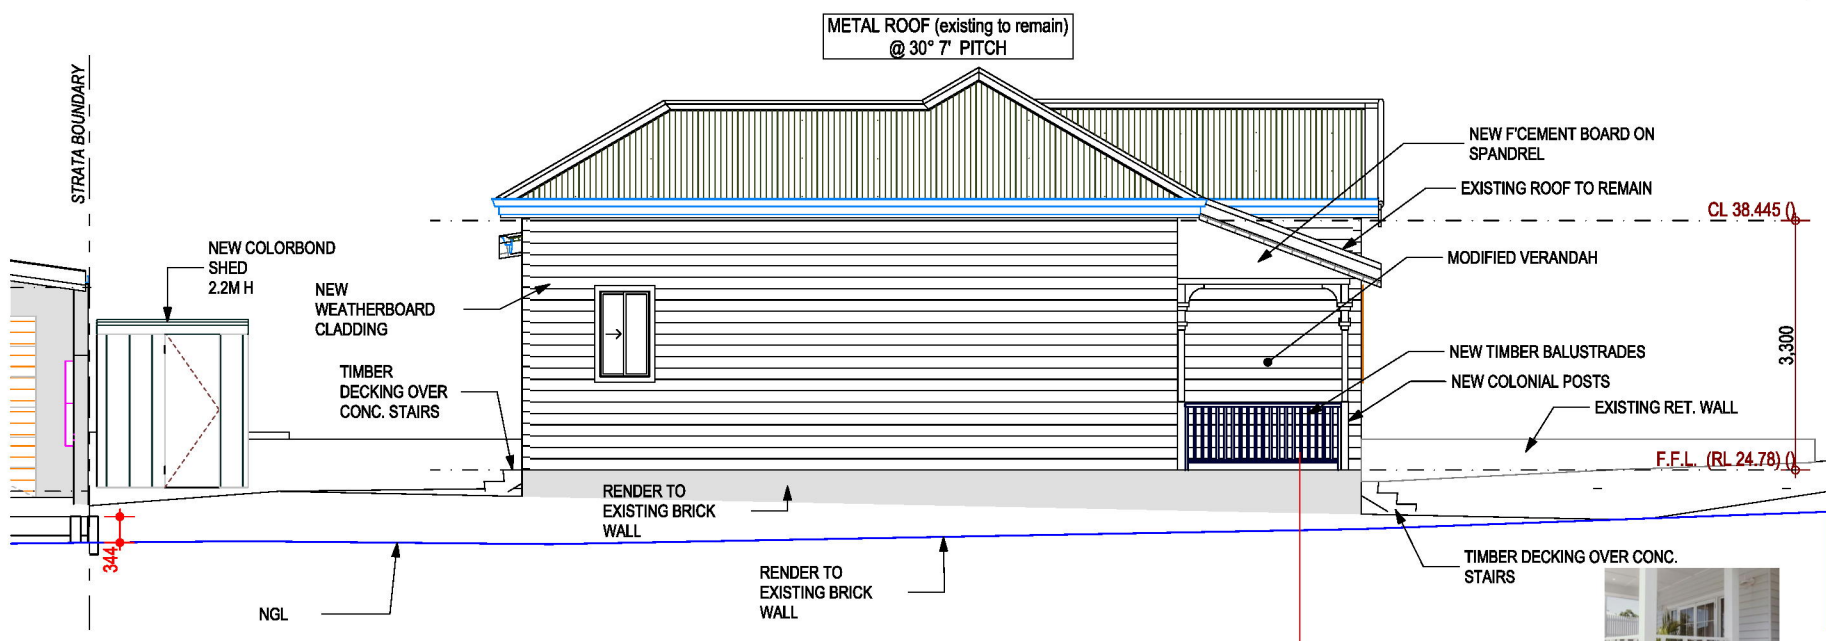 METAL ROOF (existing to remain)
@ 30° 7' PITCH
STRATA BOUNDARY
NEW COLORBOND
SHED
2.2M H
NEW
WEATHERBOARD
CLADDING
TIMBER
DECKING OVER
CONC. STAIRS
NEW F'CEMENT BOARD ON
SPANDREL
EXISTING ROOF TO REMAIN
CL 38.445 ()
MODIFIED VERANDAH
3,300
NEW TIMBER BALUSTRADES
NEW COLONIAL POSTS
EXISTING RET. WALL
F.F.L. (RL 24.78) ()
RENDER TO
EXISTING BRICK
WALL
344
NGL
RENDER TO
EXISTING BRICK
WALL
TIMBER DECKING OVER CONC.
STAIRS